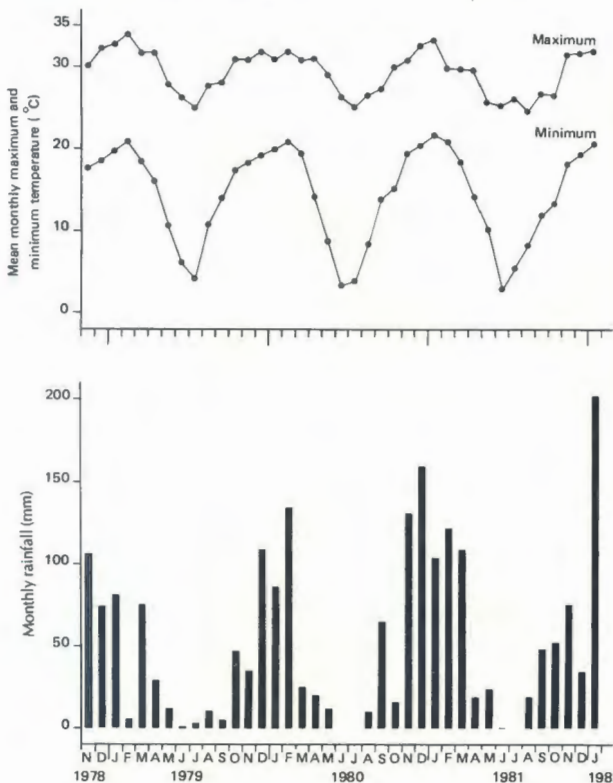 Mean monthly maximum and
minimum temperature (°C)
35
30
20
10
0
Maximum
Minimum
Monthly rainfall (mm)
200
150
100
50
0
N D J F M A M J J A S O N D J F M A M J J A S O N D J F M A M J J A S O N D J
1978 1979 1980 1981 198